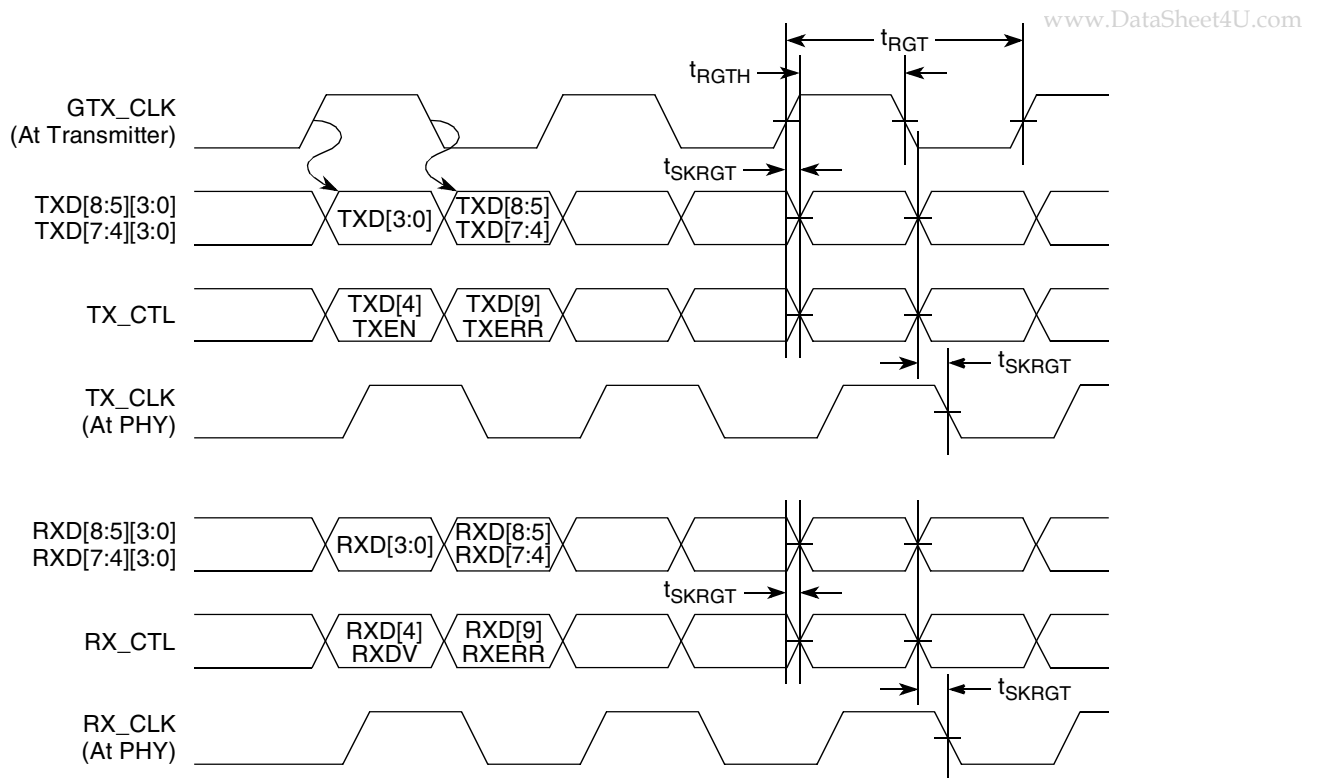 www.DataSheet4U.com
tRGT
tRGTH
GTX_CLK
(At Transmitter)
tSKRGT
TXD[8:5][3:0]
TXD[7:4][3:0]
TXD[3:0]
TXD[8:5]
TXD[7:4]
TX_CTL
TXD[4]
TXEN
TXD[9]
TXERR
tSKRGT
TX_CLK
(At PHY)
RXD[8:5][3:0]
RXD[7:4][3:0]
RXD[3:0]
RXD[8:5]
RXD[7:4]
tSKRGT
RX_CTL
RXD[4]
RXDV
RXD[9]
RXERR
tSKRGT
RX_CLK
(At PHY)